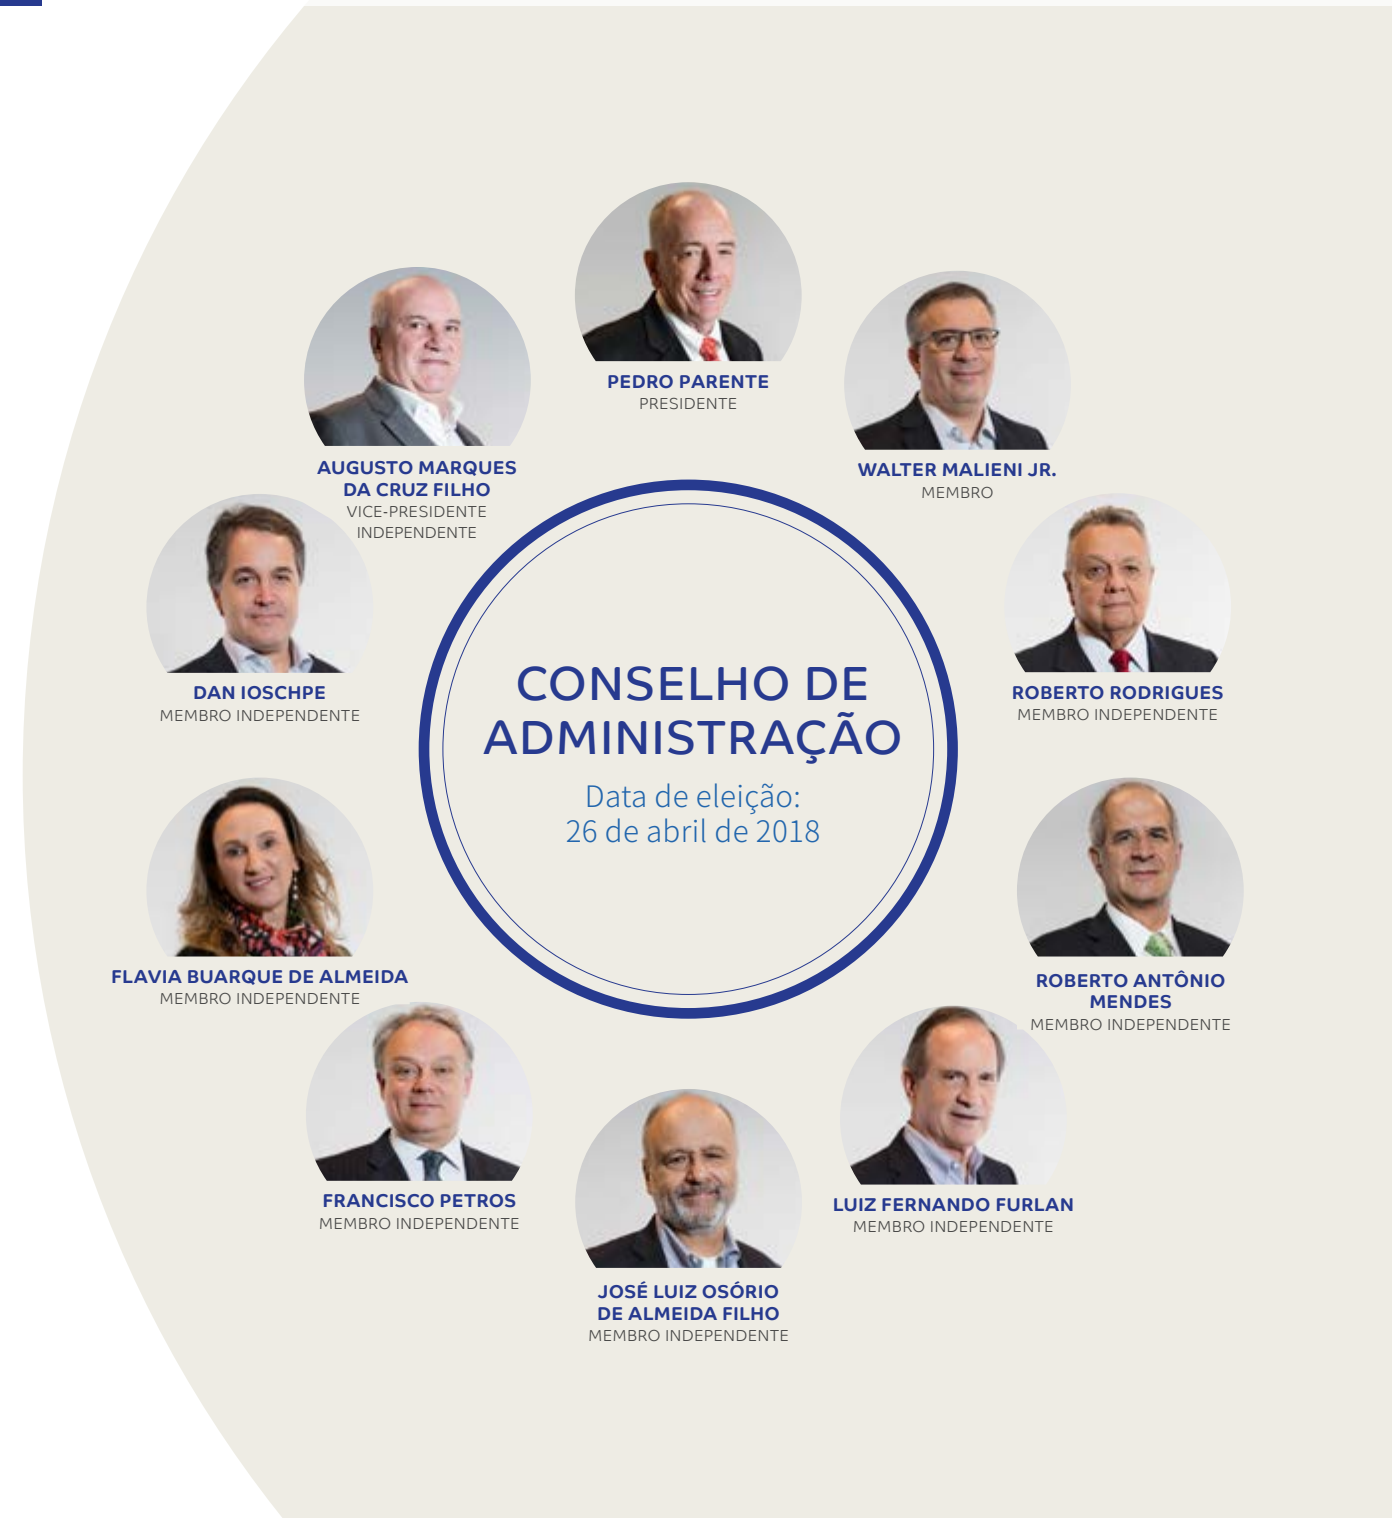 PEDRO PARENTE
PRESIDENTE
AUGUSTO MARQUES
DA CRUZ FILHO
VICE-PRESIDENTE
INDEPENDENTE
WALTER MALIENI JR.
MEMBRO
DAN IOSCHPE
MEMBRO INDEPENDENTE
ROBERTO RODRIGUES
MEMBRO INDEPENDENTE
CONSELHO DE
ADMINISTRAÇÃO
Data de eleição:
26 de abril de 2018
FLAVIA BUARQUE DE ALMEIDA
MEMBRO INDEPENDENTE
ROBERTO ANTÔNIO
MENDES
MEMBRO INDEPENDENTE
FRANCISCO PETROS
MEMBRO INDEPENDENTE
LUIZ FERNANDO FURLAN
MEMBRO INDEPENDENTE
JOSÉ LUIZ OSÓRIO
DE ALMEIDA FILHO
MEMBRO INDEPENDENTE